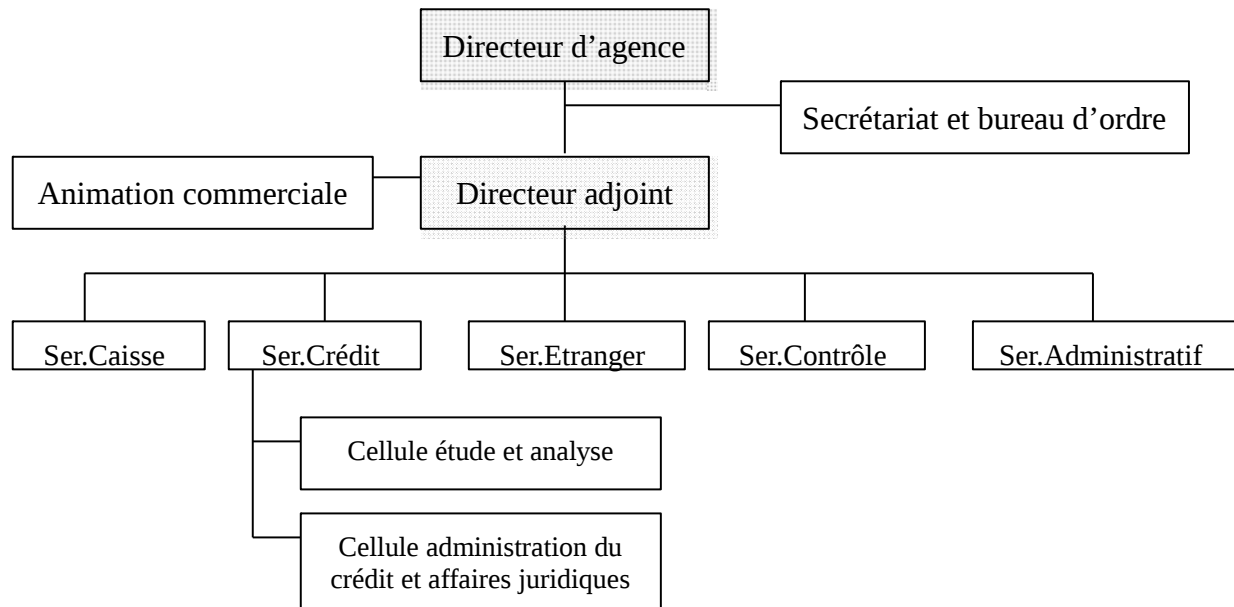 Directeur d’agence
Secrétariat et bureau d’ordre
Animation commerciale
Directeur adjoint
Ser.Caisse
Ser.Crédit
Ser.Etranger
Ser.Contrôle
Ser.Administratif
Cellule étude et analyse
Cellule administration du
crédit et affaires juridiques